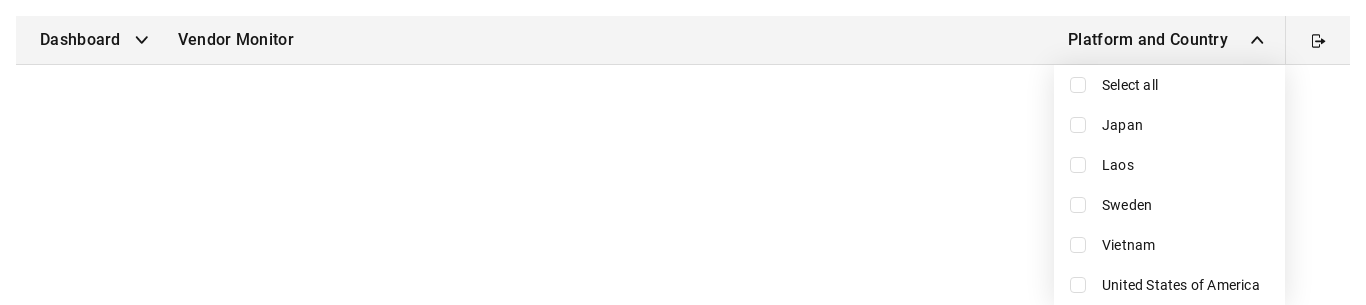 Dashboard Vendor Monitor Platform and Country
Select all
Japan
Laos
Sweden
Vietnam
United States of America